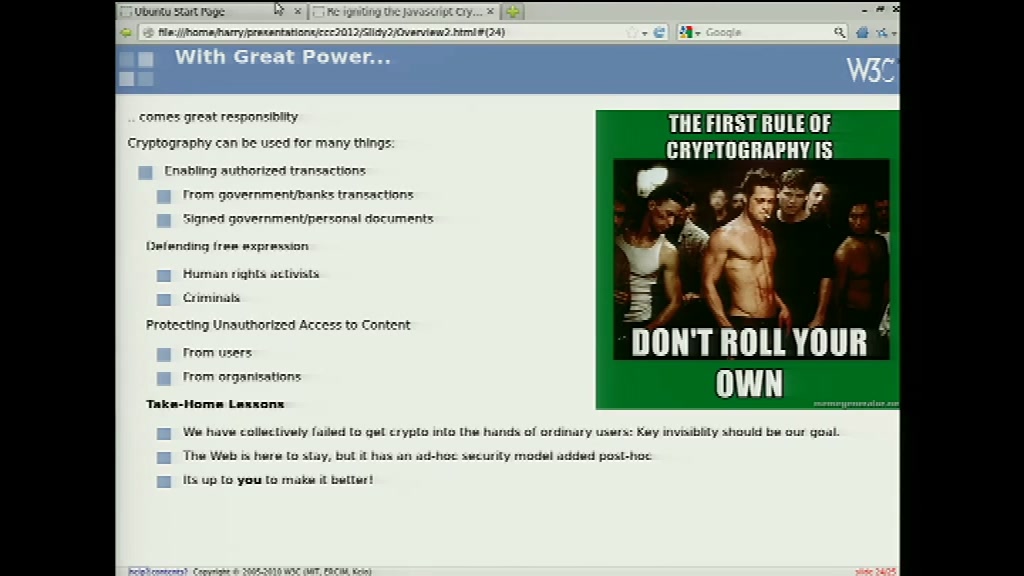 Ubuntu Start Page
Re igniting the Javascript Cry...
file:///home/harry/presentations/ccc2012/Slidy2/Overview2.html#(24)
Google
With Great Power...
W3C
.. comes great responsiblity
Cryptography can be used for many things:
Enabling authorized transactions
From government/banks transactions
Signed government/personal documents
Defending free expression
Human rights activists
Criminals
Protecting Unauthorized Access to Content
From users
From organisations
Take-Home Lessons
We have collectively failed to get crypto into the hands of ordinary users: Key invisiblity should be our goal.
The Web is here to stay, but it has an ad-hoc security model added post-hoc
Its up to you to make it better!
THE FIRST RULE OF
CRYPTOGRAPHY IS
DON'T ROLL YOUR
OWN
memegenerator.net
help? contents? Copyright © 2005-2010 W3C (MIT, ERCIM, Keio)
slide 24/25